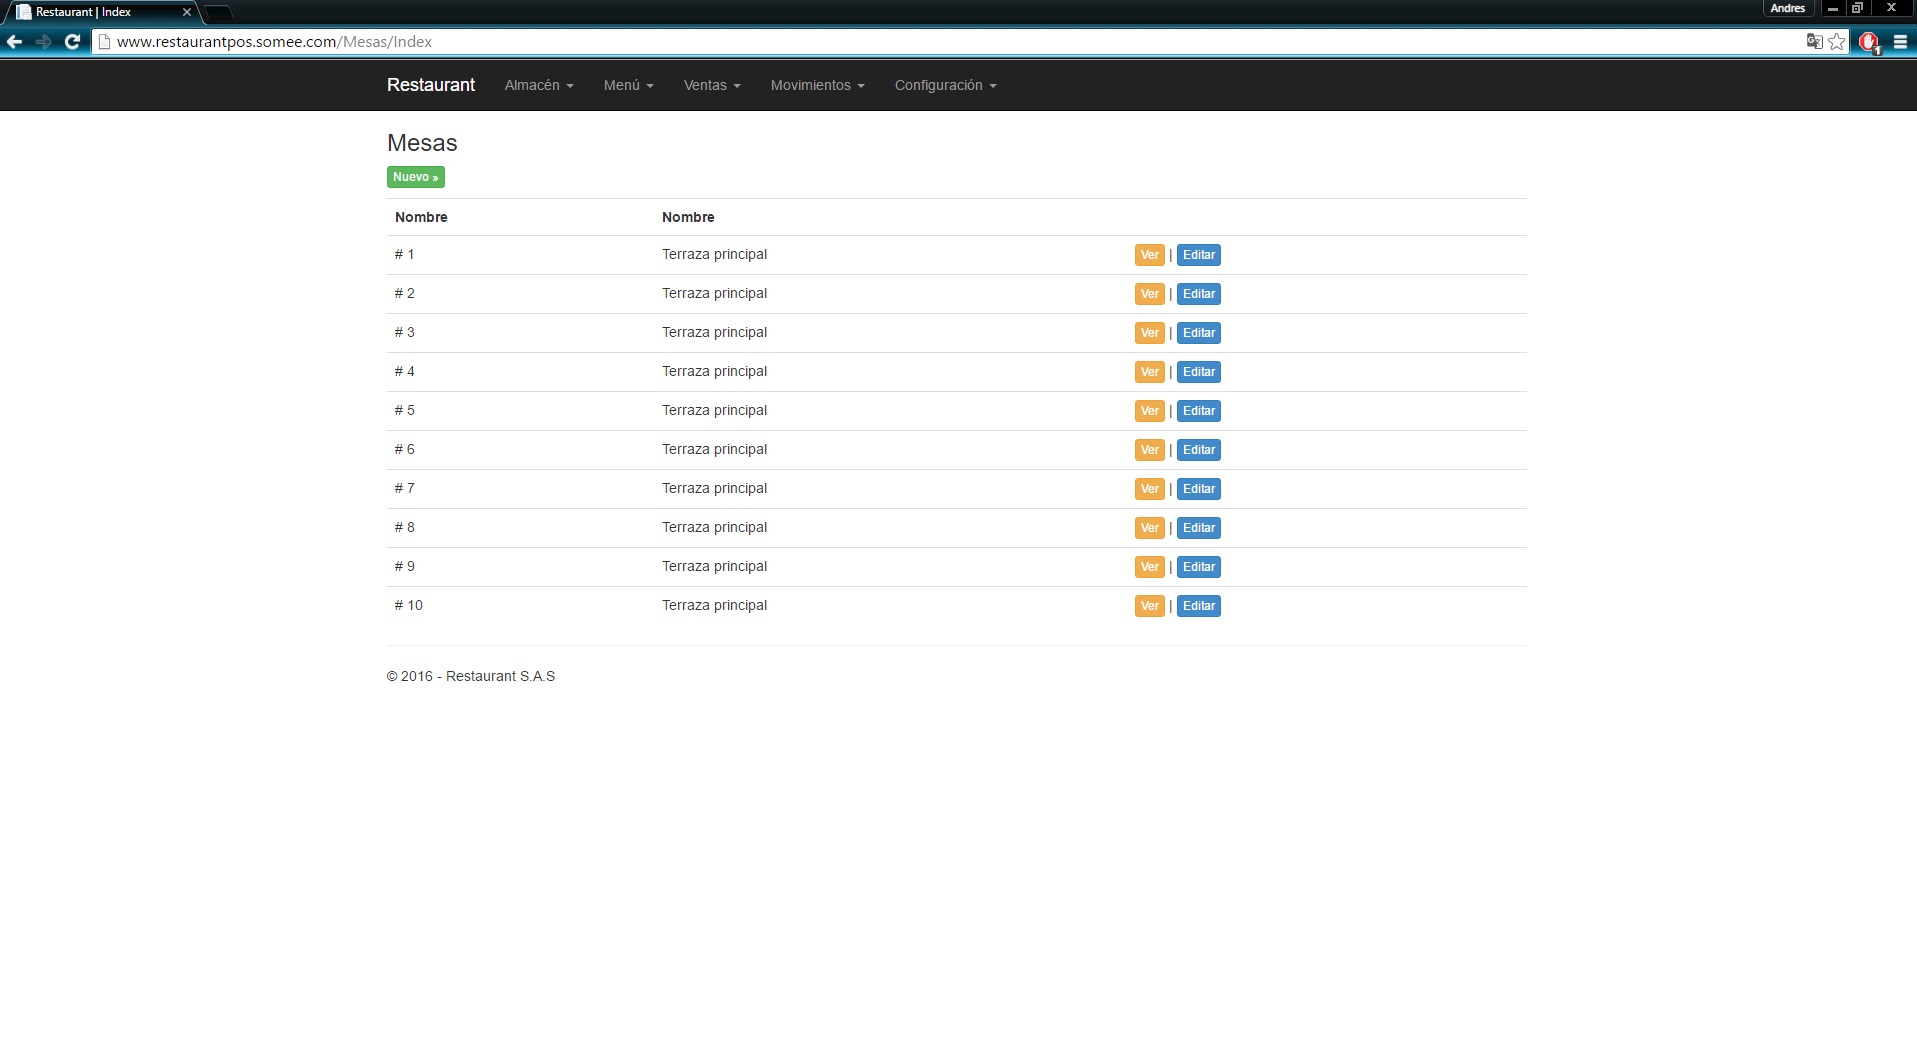 Restaurant | Index
Andres
www.restaurantpos.somee.com/Mesas/Index
1
Restaurant Almacén Menú Ventas Movimientos Configuración
Mesas
Nuevo »
Nombre Nombre
# 1 Terraza principal Ver | Editar
# 2 Terraza principal Ver | Editar
# 3 Terraza principal Ver | Editar
# 4 Terraza principal Ver | Editar
# 5 Terraza principal Ver | Editar
# 6 Terraza principal Ver | Editar
# 7 Terraza principal Ver | Editar
# 8 Terraza principal Ver | Editar
# 9 Terraza principal Ver | Editar
# 10 Terraza principal Ver | Editar
© 2016 - Restaurant S.A.S